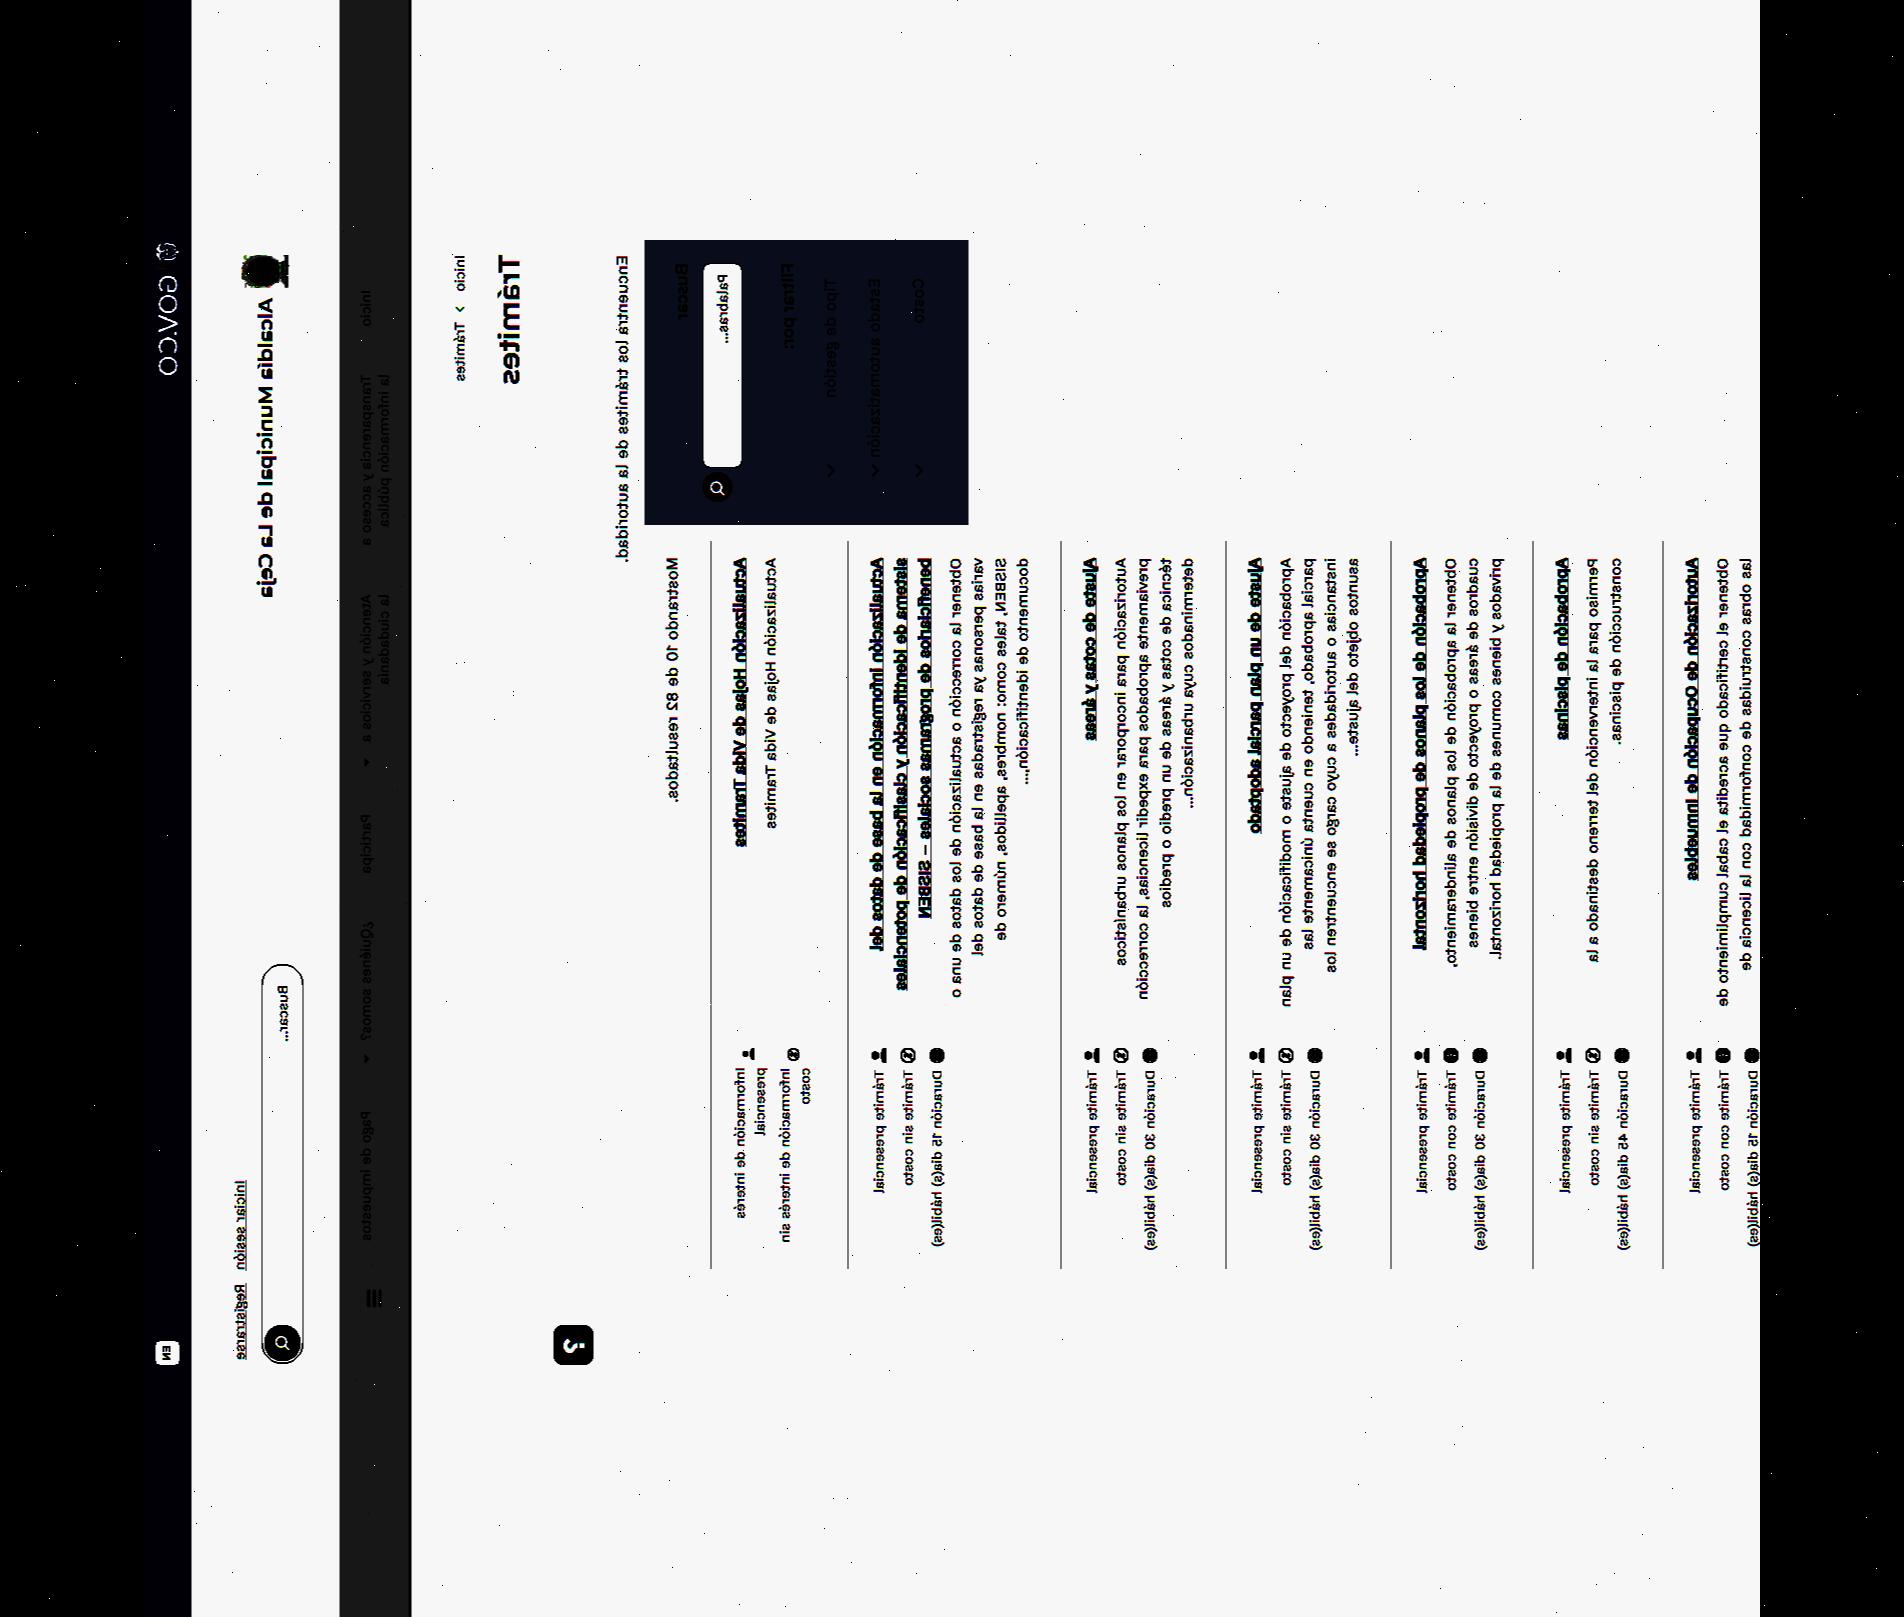 GOV.CO
EN
Alcaldía Municipal de La Ceja
Iniciar sesión
Registrarse
Buscar...
Inicio
Transparencia y acceso a
la información pública
Atención y servicios a
la ciudadanía
Participa
¿Quiénes somos?
Pago de Impuestos
Inicio > Trámites
Trámites
Encuentra los trámites de la autoridad.
Buscar
Palabras...
Filtrar por:
Tipo de gestión
Estado automatización
Costo
Mostrando 10 de 82 resultados.
Actualización Hojas de Vida Tramites
Actualización Hojas de Vida Tramites
Información de interés
presencial
Información de interés sin
costo
Actualización información en la base de datos del
sistema de identificación y clasificación de potenciales
beneficiarios de programas sociales – SISBEN
Obtener la corrección o actualización de los datos de una o
varias personas ya registradas en la base de datos del
SISBEN, tales como: nombres, apellidos, número de
documento de identificación,...
Trámite presencial
Trámite sin costo
Duración 15 día(s) hábil(es)
Ajuste de cotas y áreas
Autorización para incorporar en los planos urbanísticos
previamente aprobados para expedir licencias, la corrección
técnica de cotas y áreas de un predio o predios
determinados cuya urbanización...
Trámite presencial
Trámite sin costo
Duración 30 día(s) hábil(es)
Ajuste de un plan parcial adoptado
Aprobación del proyecto de ajuste o modificación de un plan
parcial aprobado, teniendo en cuenta únicamente las
instancias o autoridades a cuyo cargo se encuentren los
asuntos objeto del ajuste...
Trámite presencial
Trámite sin costo
Duración 30 día(s) hábil(es)
Aprobación de los planos de propiedad horizontal
Obtener la aprobación de los planos de alinderamiento,
cuadros de áreas o proyecto de división entre bienes
privados y bienes comunes de la propiedad horizontal.
Trámite presencial
Trámite con costo
Duración 30 día(s) hábil(es)
Aprobación de piscinas
Permiso para la intervención del terreno destinado a la
construcción de piscinas.
Trámite presencial
Trámite sin costo
Duración 45 día(s) hábil(es)
Autorización de Ocupación de Inmuebles
Obtener el certificado que acredita el cabal cumplimiento de
las obras construidas de conformidad con la licencia de
Trámite presencial
Trámite con costo
Duración 15 día(s) hábil(es)